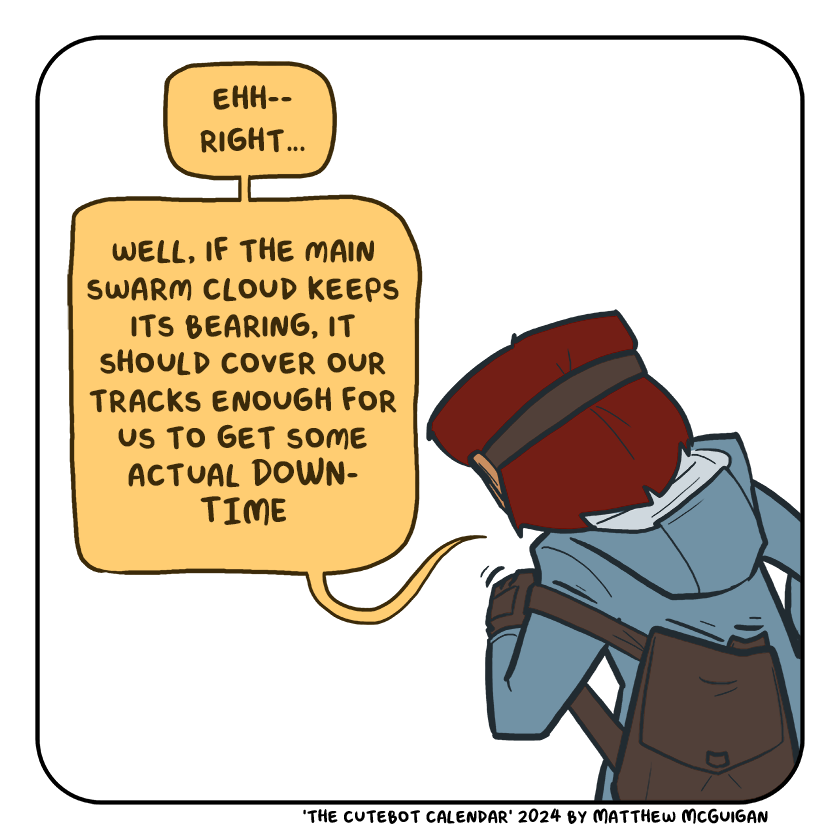 EHH--
RIGHT...
WELL, IF THE MAIN
SWARM CLOUD KEEPS
ITS BEARING, IT
SHOULD COVER OUR
TRACKS ENOUGH FOR
US TO GET SOME
ACTUAL DOWN-
TIME
'THE CUTEBOT CALENDAR' 2024 BY MATTHEW MCGUIGAN